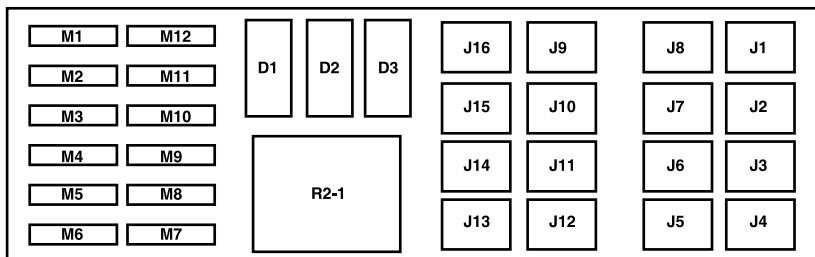 M1 M12 D1 D2 D3 J16 J9 J8 J1
M2 M11
M3 M10 J15 J10 J7 J2
M4 M9 J14 J11 J6 J3
M5 M8 R2-1
M6 M7 J13 J12 J5 J4